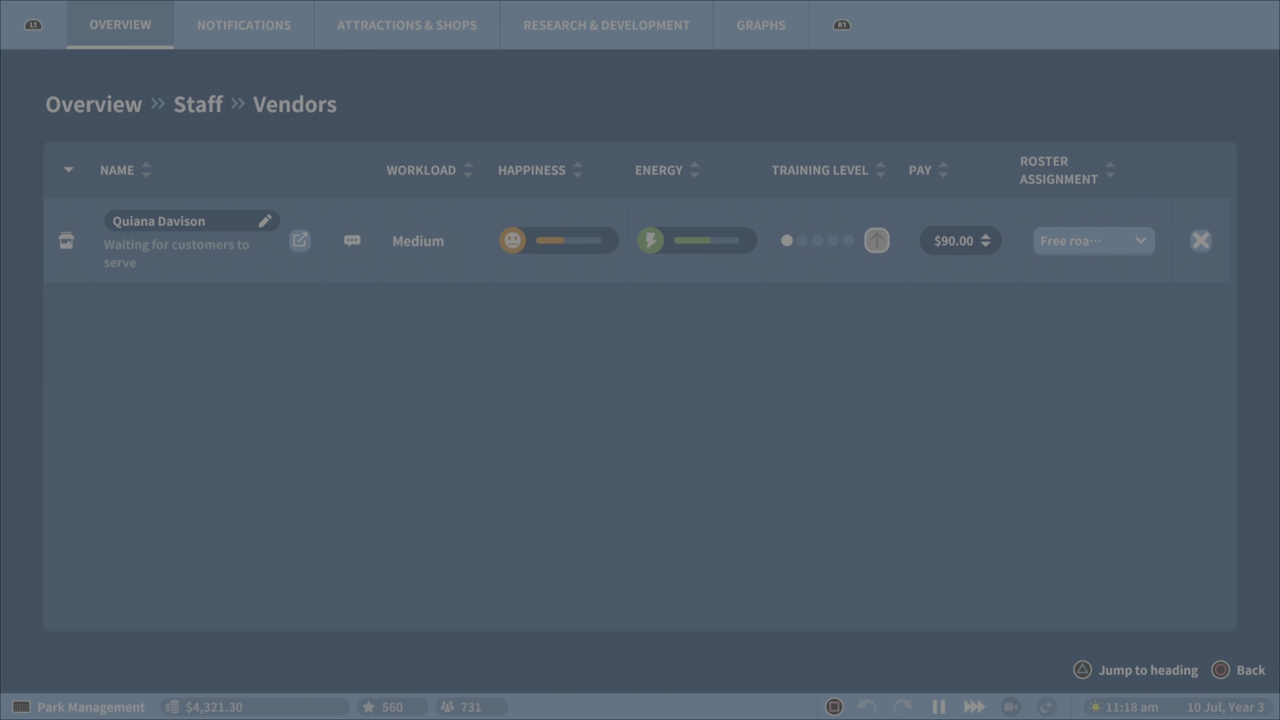 L1 OVERVIEW NOTIFICATIONS ATTRACTIONS & SHOPS RESEARCH & DEVELOPMENT GRAPHS R1
Overview » Staff » Vendors
NAME WORKLOAD HAPPINESS ENERGY TRAINING LEVEL PAY ROSTER
ASSIGNMENT
Quiana Davison
Waiting for customers to
serve
Medium
$90.00
Free roa···
Jump to heading Back
Park Management $4,321.30 560 731 11:18 am 10 Jul, Year 3